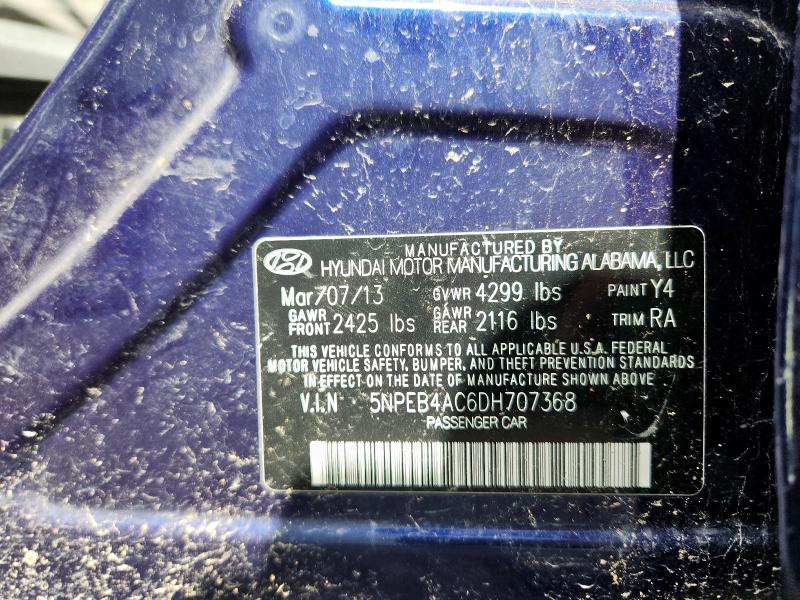 MANUFACTURED BY
HYUNDAI MOTOR MANUFACTURING ALABAMA, LLC
Mar/07/13 GVWR 4299 lbs PAINT Y4
GAWR FRONT 2425 lbs GAWR REAR 2116 lbs TRIM RA
THIS VEHICLE CONFORMS TO ALL APPLICABLE U.S.A. FEDERAL
MOTOR VEHICLE SAFETY, BUMPER, AND THEFT PREVENTION STANDARDS
IN EFFECT ON THE DATE OF MANUFACTURE SHOWN ABOVE
V.I.N 5NPEB4AC6DH707368
PASSENGER CAR